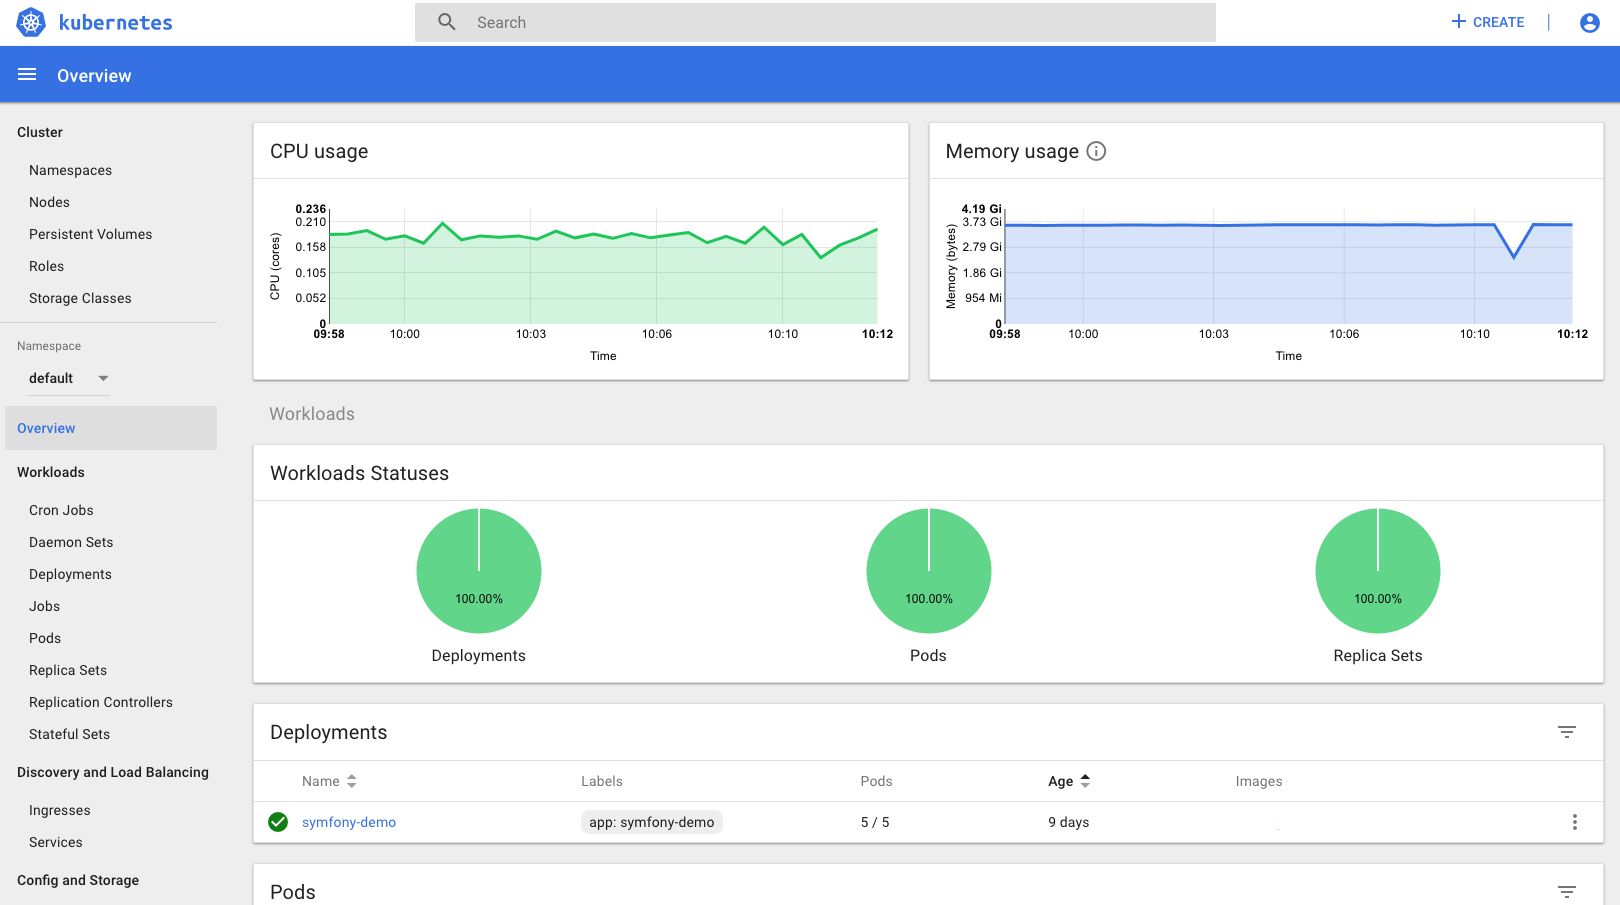 kubernetes
Search
CREATE
Overview
Cluster
Namespaces
Nodes
Persistent Volumes
Roles
Storage Classes
Namespace
default
Overview
Workloads
Cron Jobs
Daemon Sets
Deployments
Jobs
Pods
Replica Sets
Replication Controllers
Stateful Sets
Discovery and Load Balancing
Ingresses
Services
Config and Storage
CPU usage
CPU (cores)
0.236
0.210
0.158
0.105
0.052
0
09:58 10:00 10:03 10:06 10:10 10:12
Time
Memory usage
Memory (bytes)
4.19 Gi
3.73 Gi
2.79 Gi
1.86 Gi
954 Mi
0
09:58 10:00 10:03 10:06 10:10 10:12
Time
Workloads
Workloads Statuses
100.00% 100.00% 100.00%
Deployments Pods Replica Sets
Deployments
Name Labels Pods Age Images
symfony-demo app: symfony-demo 5 / 5 9 days
Pods